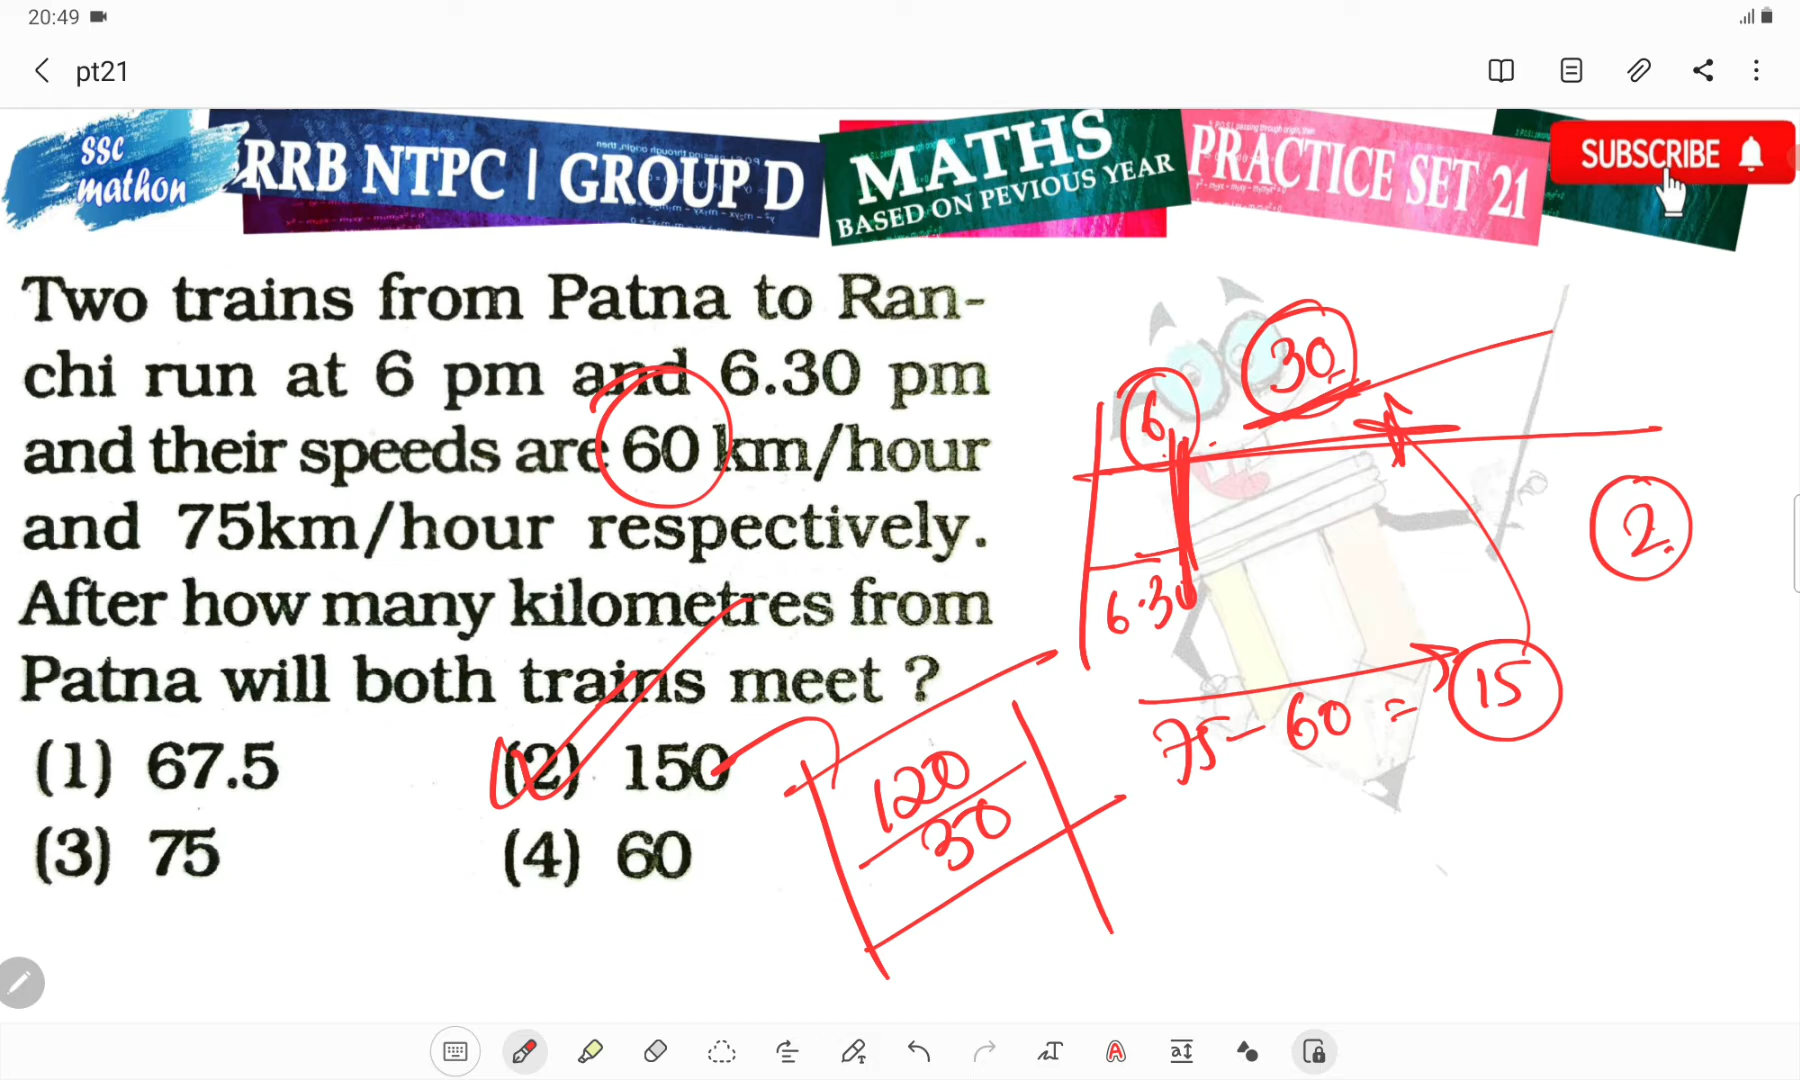 20:49
pt21
SSC mathon
RRB NTPC | GROUP D
MATHS
BASED ON PEVIOUS YEAR
PRACTICE SET 21
SUBSCRIBE
Two trains from Patna to Ran-
chi run at 6 pm and 6.30 pm
and their speeds are 60 km/hour
and 75km/hour respectively.
After how many kilometres from
Patna will both trains meet ?
(1) 67.5 (2) 150
(3) 75 (4) 60
6
30
6.30
2
75 - 60 = 15
120
30